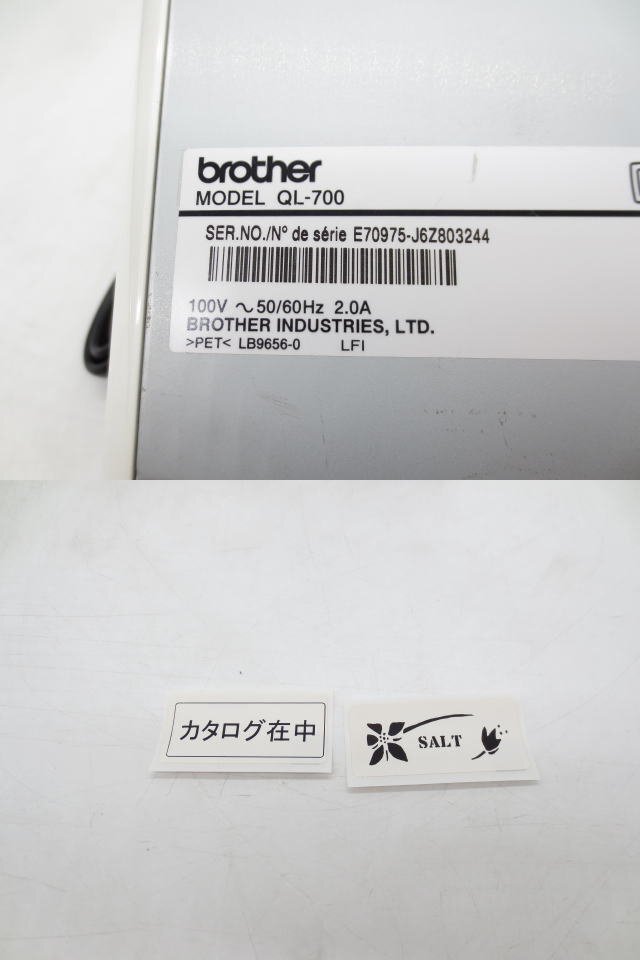 brother
MODEL QL-700
SER.NO./Nº de série E70975-J6Z803244
100V ～ 50/60Hz 2.0A
BROTHER INDUSTRIES, LTD.
>PET< LB9656-0 LFI
カタログ在中
SALT